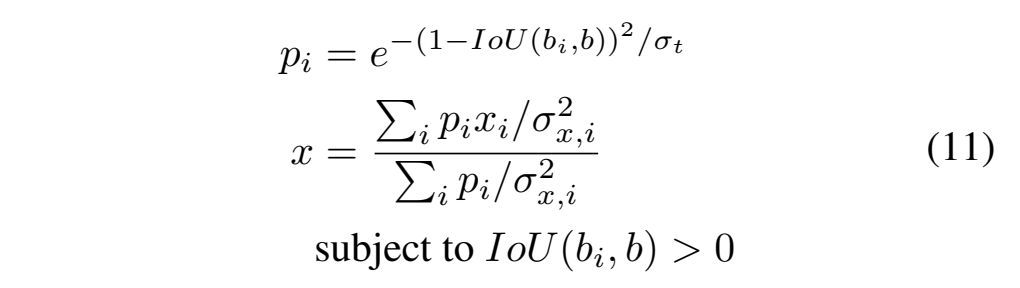 p_i = e^{-(1-IoU(b_i,b))^2/\sigma_t}
x = \frac{\sum_i p_i x_i/\sigma_{x,i}^2}{\sum_i p_i/\sigma_{x,i}^2} (11)
subject to IoU(b_i, b) > 0